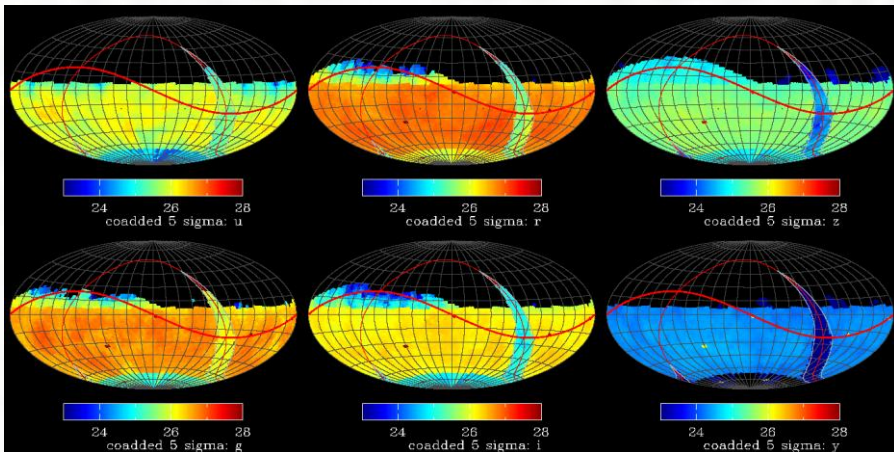 24 26 28
coadded 5 sigma: u
24 26 28
coadded 5 sigma: r
24 26 28
coadded 5 sigma: z
24 26 28
coadded 5 sigma: g
24 26 28
coadded 5 sigma: i
24 26 28
coadded 5 sigma: y